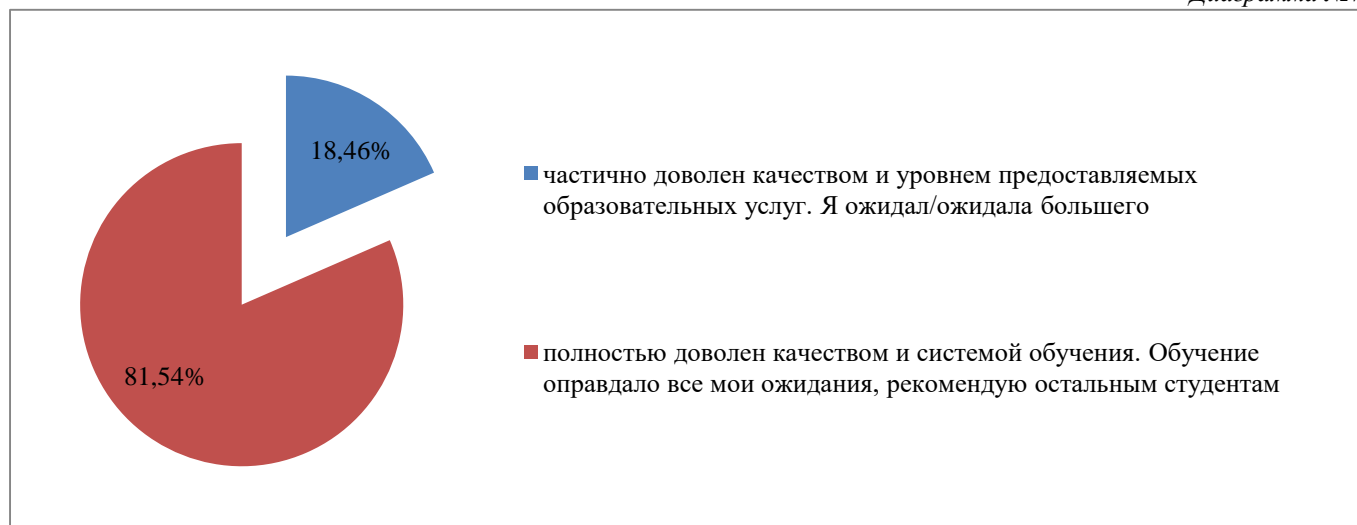 18,46%
частично доволен качеством и уровнем предоставляемых
образовательных услуг. Я ожидал/ожидала большего
полностью доволен качеством и системой обучения. Обучение
оправдало все мои ожидания, рекомендую остальным студентам
81,54%